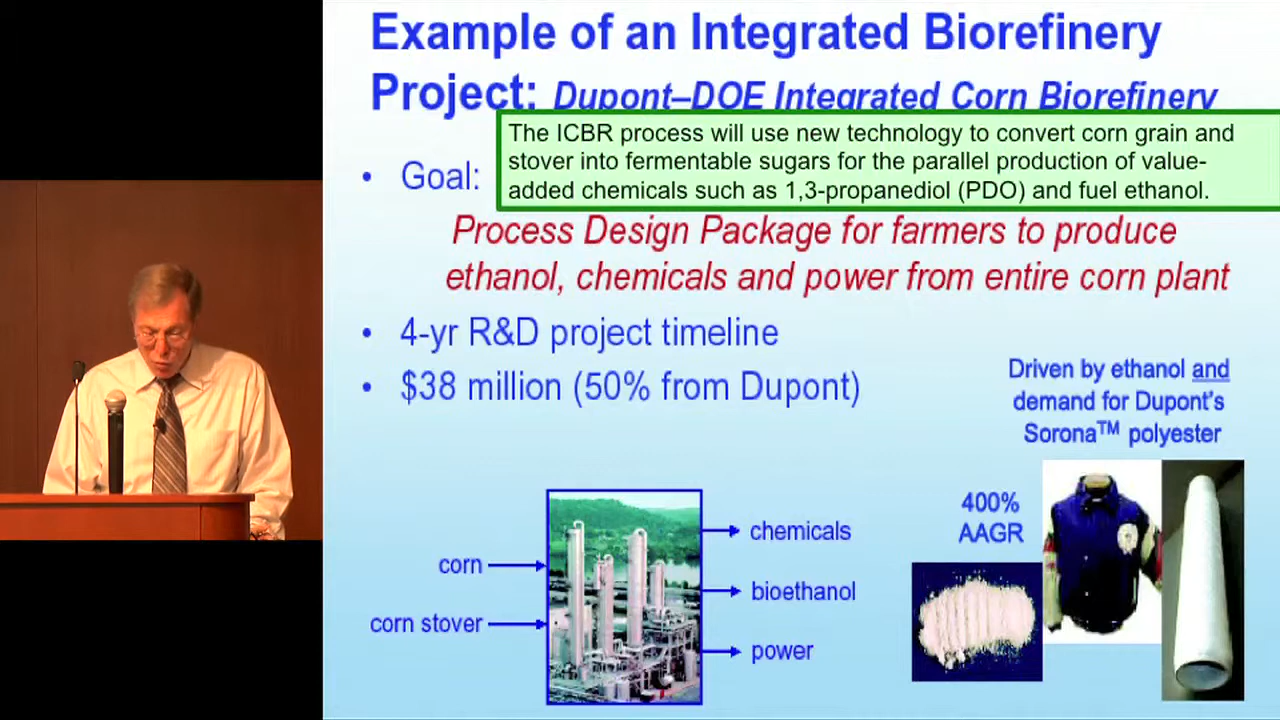 Example of an Integrated Biorefinery
Project: Dupont–DOE Integrated Corn Biorefinery
The ICBR process will use new technology to convert corn grain and
stover into fermentable sugars for the parallel production of value-
added chemicals such as 1,3-propanediol (PDO) and fuel ethanol.
• Goal:
Process Design Package for farmers to produce
ethanol, chemicals and power from entire corn plant
• 4-yr R&D project timeline
• $38 million (50% from Dupont)
Driven by ethanol and
demand for Dupont's
Sorona™ polyester
400%
AAGR
corn
corn stover
chemicals
bioethanol
power